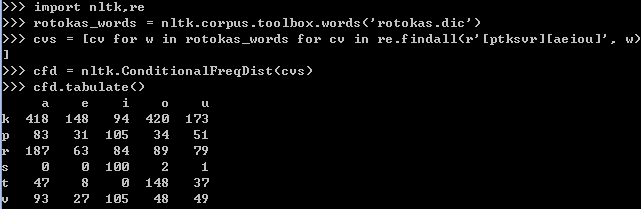 >>> import nltk,re
>>> rotokas_words = nltk.corpus.toolbox.words('rotokas.dic')
>>> cvs = [cv for w in rotokas_words for cv in re.findall(r'[ptksvr][aeiou]', w)
]
>>> cfd = nltk.ConditionalFreqDist(cvs)
>>> cfd.tabulate()
a e i o u
k 418 148 94 420 173
p 83 31 105 34 51
r 187 63 84 89 79
s 0 0 100 2 1
t 47 8 0 148 37
v 93 27 105 48 49